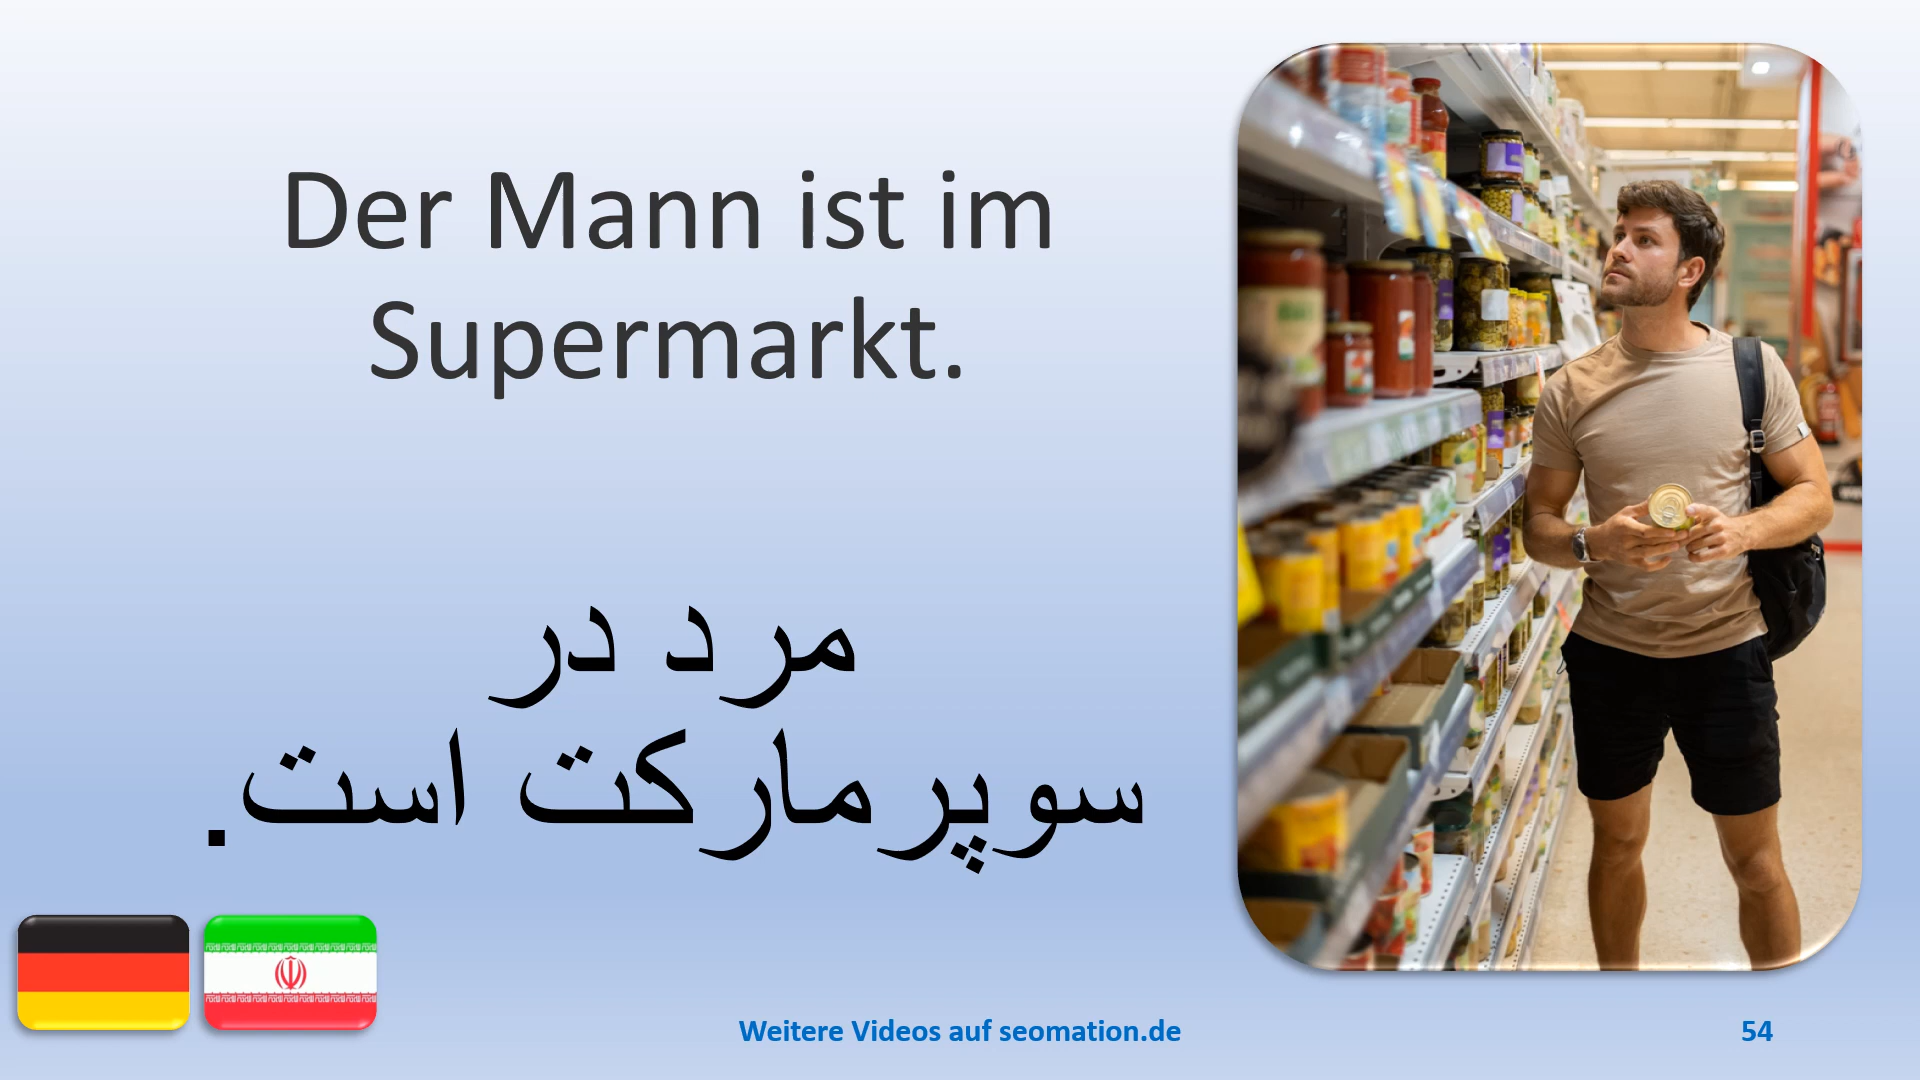 Der Mann ist im
Supermarkt.
مرد در
سوپرمارکت است.
Weitere Videos auf seomation.de
54